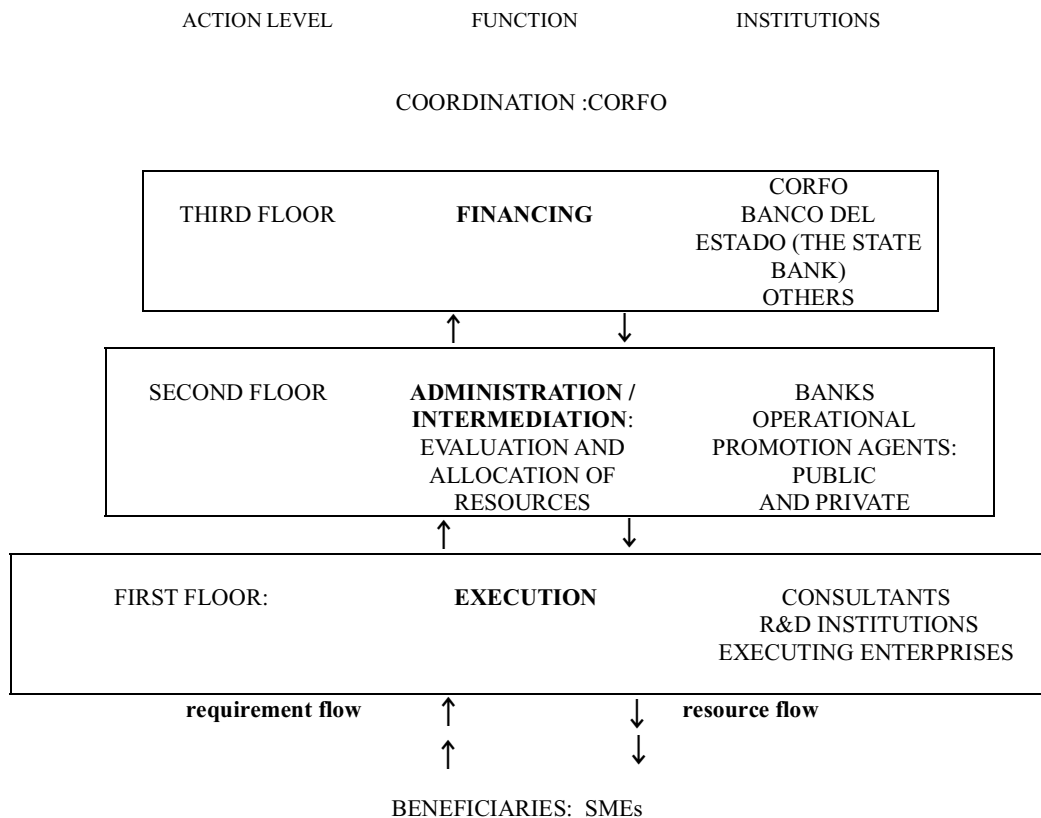 ACTION LEVEL FUNCTION INSTITUTIONS
COORDINATION :CORFO
THIRD FLOOR FINANCING
CORFO
BANCO DEL
ESTADO (THE STATE
BANK)
OTHERS
SECOND FLOOR
ADMINISTRATION /
INTERMEDIATION:
EVALUATION AND
ALLOCATION OF
RESOURCES
BANKS
OPERATIONAL
PROMOTION AGENTS:
PUBLIC
AND PRIVATE
FIRST FLOOR: EXECUTION
CONSULTANTS
R&D INSTITUTIONS
EXECUTING ENTERPRISES
requirement flow resource flow
BENEFICIARIES: SMEs